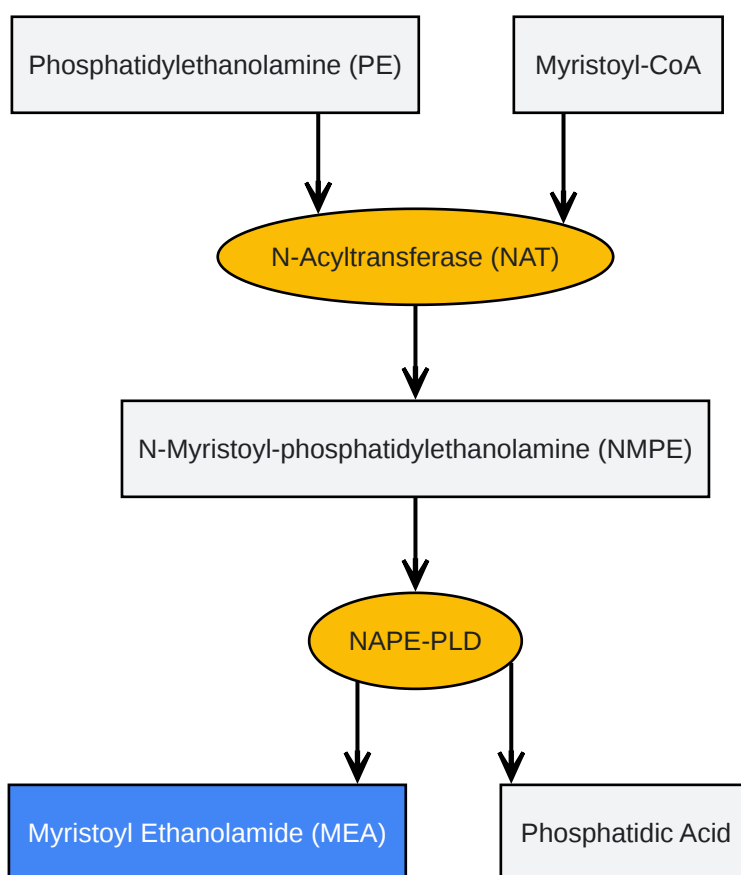 Phosphatidylethanolamine (PE)
Myristoyl-CoA
N-Acyltransferase (NAT)
N-Myristoyl-phosphatidylethanolamine (NMPE)
NAPE-PLD
Myristoyl Ethanolamide (MEA)
Phosphatidic Acid